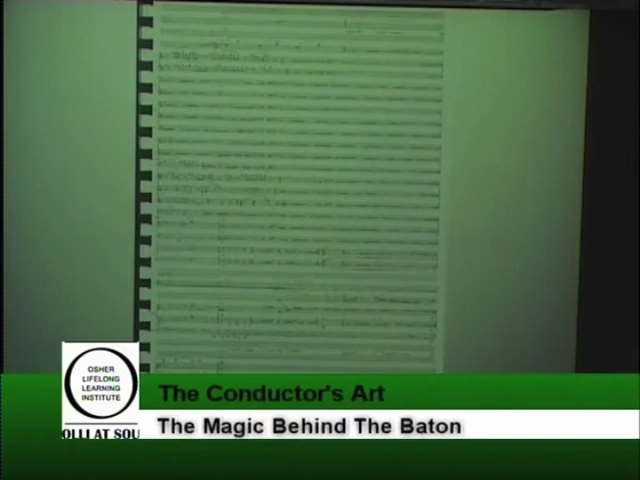 The Conductor's Art
OSHER
LIFELONG
LEARNING
INSTITUTE
OLLI AT SOU
The Magic Behind The Baton